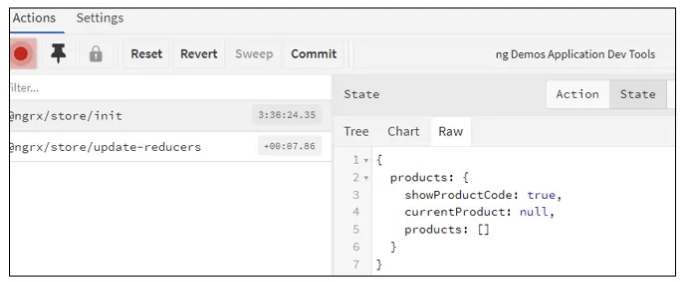 Actions Settings
Reset Revert Sweep Commit ng Demos Application Dev Tools
filter...
@ngrx/store/init 3:36:24.35
@ngrx/store/update-reducers +00:07.86
State Action State
Tree Chart Raw
1 {
2 products: {
3 showProductCode: true,
4 currentProduct: null,
5 products: []
6 }
7 }